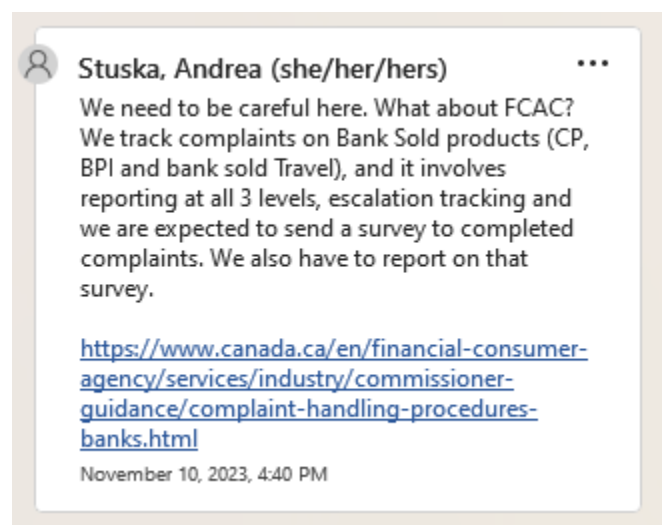 Stuska, Andrea (she/her/hers)
We need to be careful here. What about FCAC?
We track complaints on Bank Sold products (CP,
BPI and bank sold Travel), and it involves
reporting at all 3 levels, escalation tracking and
we are expected to send a survey to completed
complaints. We also have to report on that
survey.
https://www.canada.ca/en/financial-consumer-
agency/services/industry/commissioner-
guidance/complaint-handling-procedures-
banks.html
November 10, 2023, 4:40 PM